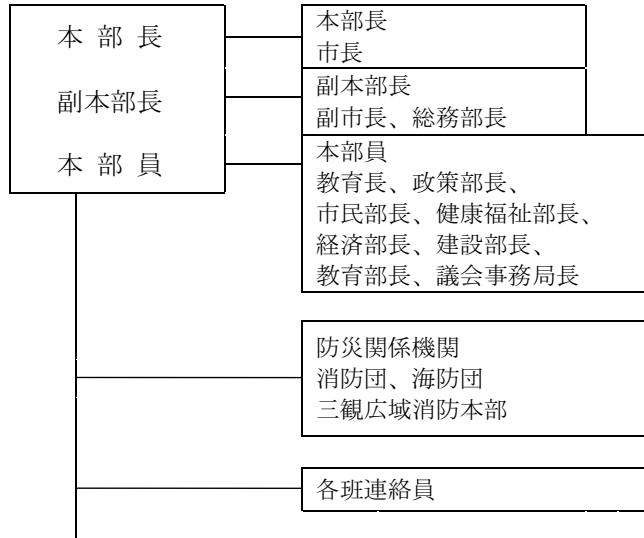 本部長
副本部長
本部員
本部長
市長
副本部長
副市長、総務部長
本部員
教育長、政策部長、
市民部長、健康福祉部長、
経済部長、建設部長、
教育部長、議会事務局長
防災関係機関
消防団、海防団
三観広域消防本部
各班連絡員